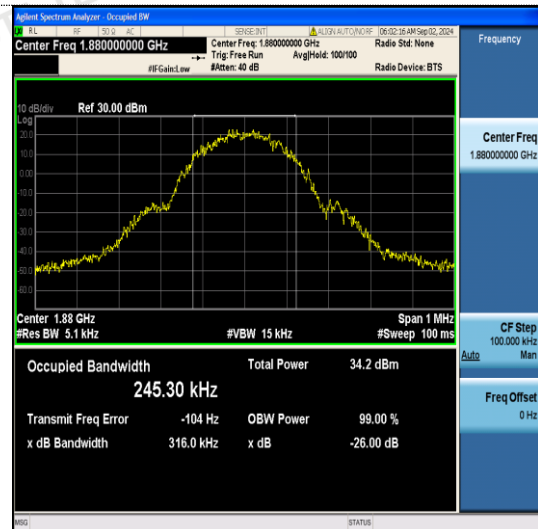 Agilent Spectrum Analyzer - Occupied BW
RL RF 50 Ω AC SENSE:INT ALIGN AUTO/NORF 06:02:16 AM Sep 02, 2024
Center Freq 1.880000000 GHz Center Freq: 1.880000000 GHz Radio Std: None
Trig: Free Run Avg|Hold: 100/100
#IFGain:Low #Atten: 40 dB Radio Device: BTS
10 dB/div Ref 30.00 dBm
Log
20.0
10.0
0.00
-10.0
-20.0
-30.0
-40.0
-50.0
-60.0
Center 1.88 GHz Span 1 MHz
#Res BW 5.1 kHz #VBW 15 kHz #Sweep 100 ms
Occupied Bandwidth Total Power 34.2 dBm
245.30 kHz
Transmit Freq Error -104 Hz OBW Power 99.00 %
x dB Bandwidth 316.0 kHz x dB -26.00 dB
MSG STATUS
Frequency
Center Freq
1.880000000 GHz
CF Step
100.000 kHz
Auto Man
Freq Offset
0 Hz